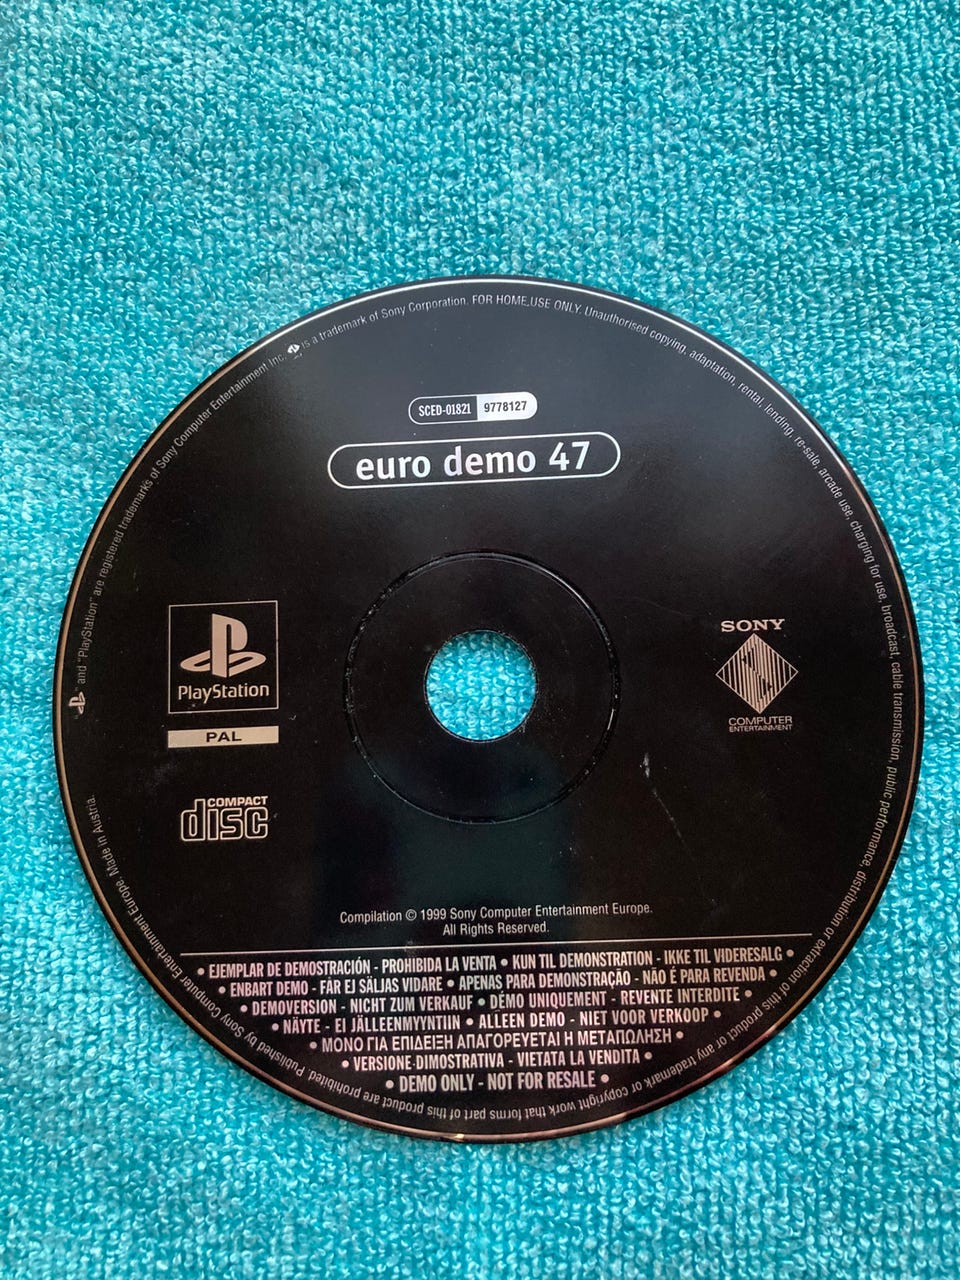 and "PlayStation" are registered trademarks of Sony Computer Entertainment Inc. is a trademark of Sony Corporation. FOR HOME USE ONLY. Unauthorised copying, adaptation, rental, lending, re-sale, arcade use, charging for use, broadcast, cable transmission, public performance, distribution or extraction of this product or any trademark or copyright work that forms part of this product are prohibited. Published by Sony Computer Entertainment Europe. Made in Austria.
SCED-01821 9778127
euro demo 47
PlayStation
PAL
COMPACT
disc
SONY
COMPUTER
ENTERTAINMENT
Compilation © 1999 Sony Computer Entertainment Europe.
All Rights Reserved.
• EJEMPLAR DE DEMOSTRACIÓN - PROHIBIDA LA VENTA • KUN TIL DEMONSTRATION - IKKE TIL VIDERESALG •
• ENBART DEMO - FÅR EJ SÄLJAS VIDARE • APENAS PARA DEMONSTRAÇÃO - NÃO É PARA REVENDA •
• DEMOVERSION - NICHT ZUM VERKAUF • DÉMO UNIQUEMENT - REVENTE INTERDITE •
• NÄYTE - EI JÄLLEENMYYNTIIN • ALLEEN DEMO - NIET VOOR VERKOOP •
• ΜΟΝΟ ΓΙΑ ΕΠΙΔΕΙΞΗ ΑΠΑΓΟΡΕΥΕΤΑΙ Η ΜΕΤΑΠΩΛΗΣΗ •
• VERSIONE DIMOSTRATIVA - VIETATA LA VENDITA •
• DEMO ONLY - NOT FOR RESALE •